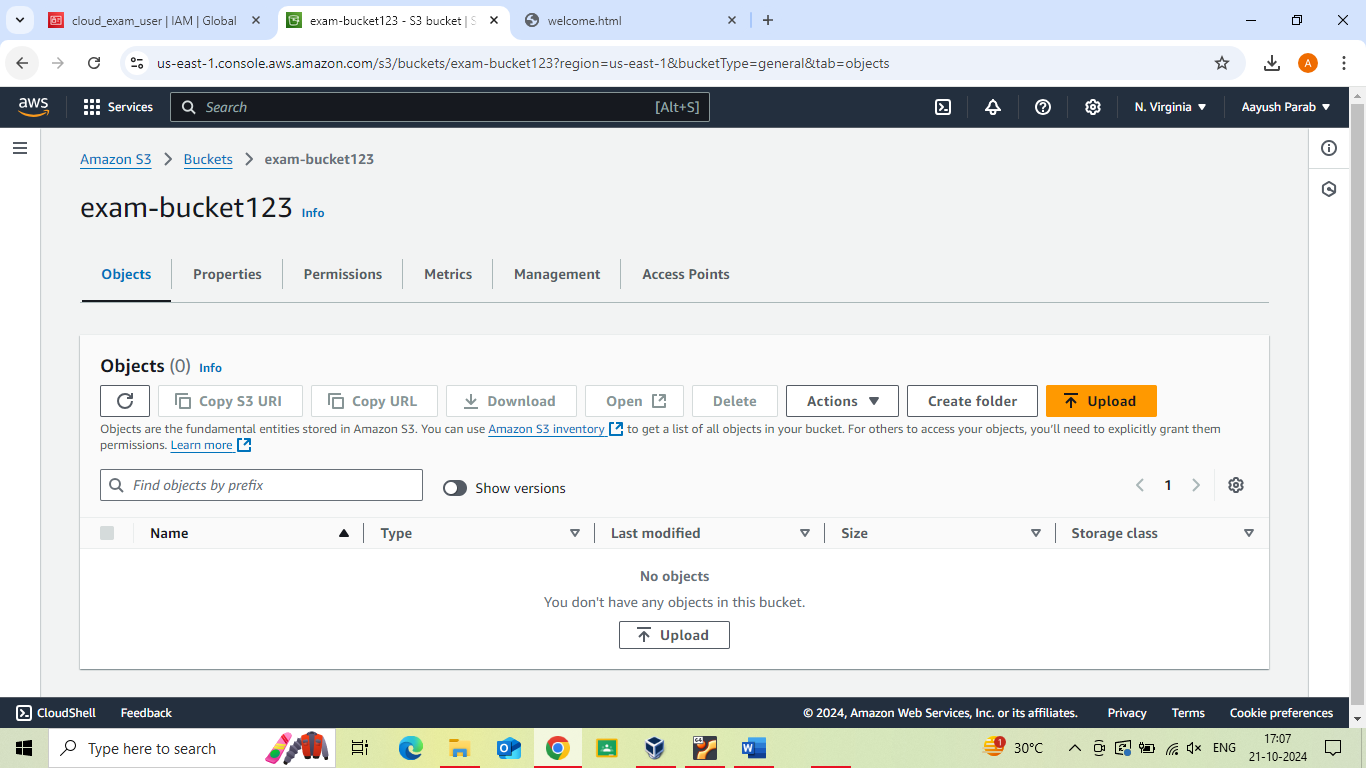 cloud_exam_user | IAM | Global
exam-bucket123 - S3 bucket | S
welcome.html
us-east-1.console.aws.amazon.com/s3/buckets/exam-bucket123?region=us-east-1&bucketType=general&tab=objects
A
aws
Services
Search
[Alt+S]
N. Virginia
Aayush Parab
Amazon S3
Buckets
exam-bucket123
exam-bucket123 Info
Objects
Properties
Permissions
Metrics
Management
Access Points
Objects (0) Info
Copy S3 URI
Copy URL
Download
Open
Delete
Actions
Create folder
Upload
Objects are the fundamental entities stored in Amazon S3. You can use Amazon S3 inventory to get a list of all objects in your bucket. For others to access your objects, you'll need to explicitly grant them
permissions. Learn more
Find objects by prefix
Show versions
1
Name
Type
Last modified
Size
Storage class
No objects
You don't have any objects in this bucket.
Upload
CloudShell
Feedback
© 2024, Amazon Web Services, Inc. or its affiliates.
Privacy
Terms
Cookie preferences
Type here to search
1
30°C
ENG
17:07
21-10-2024